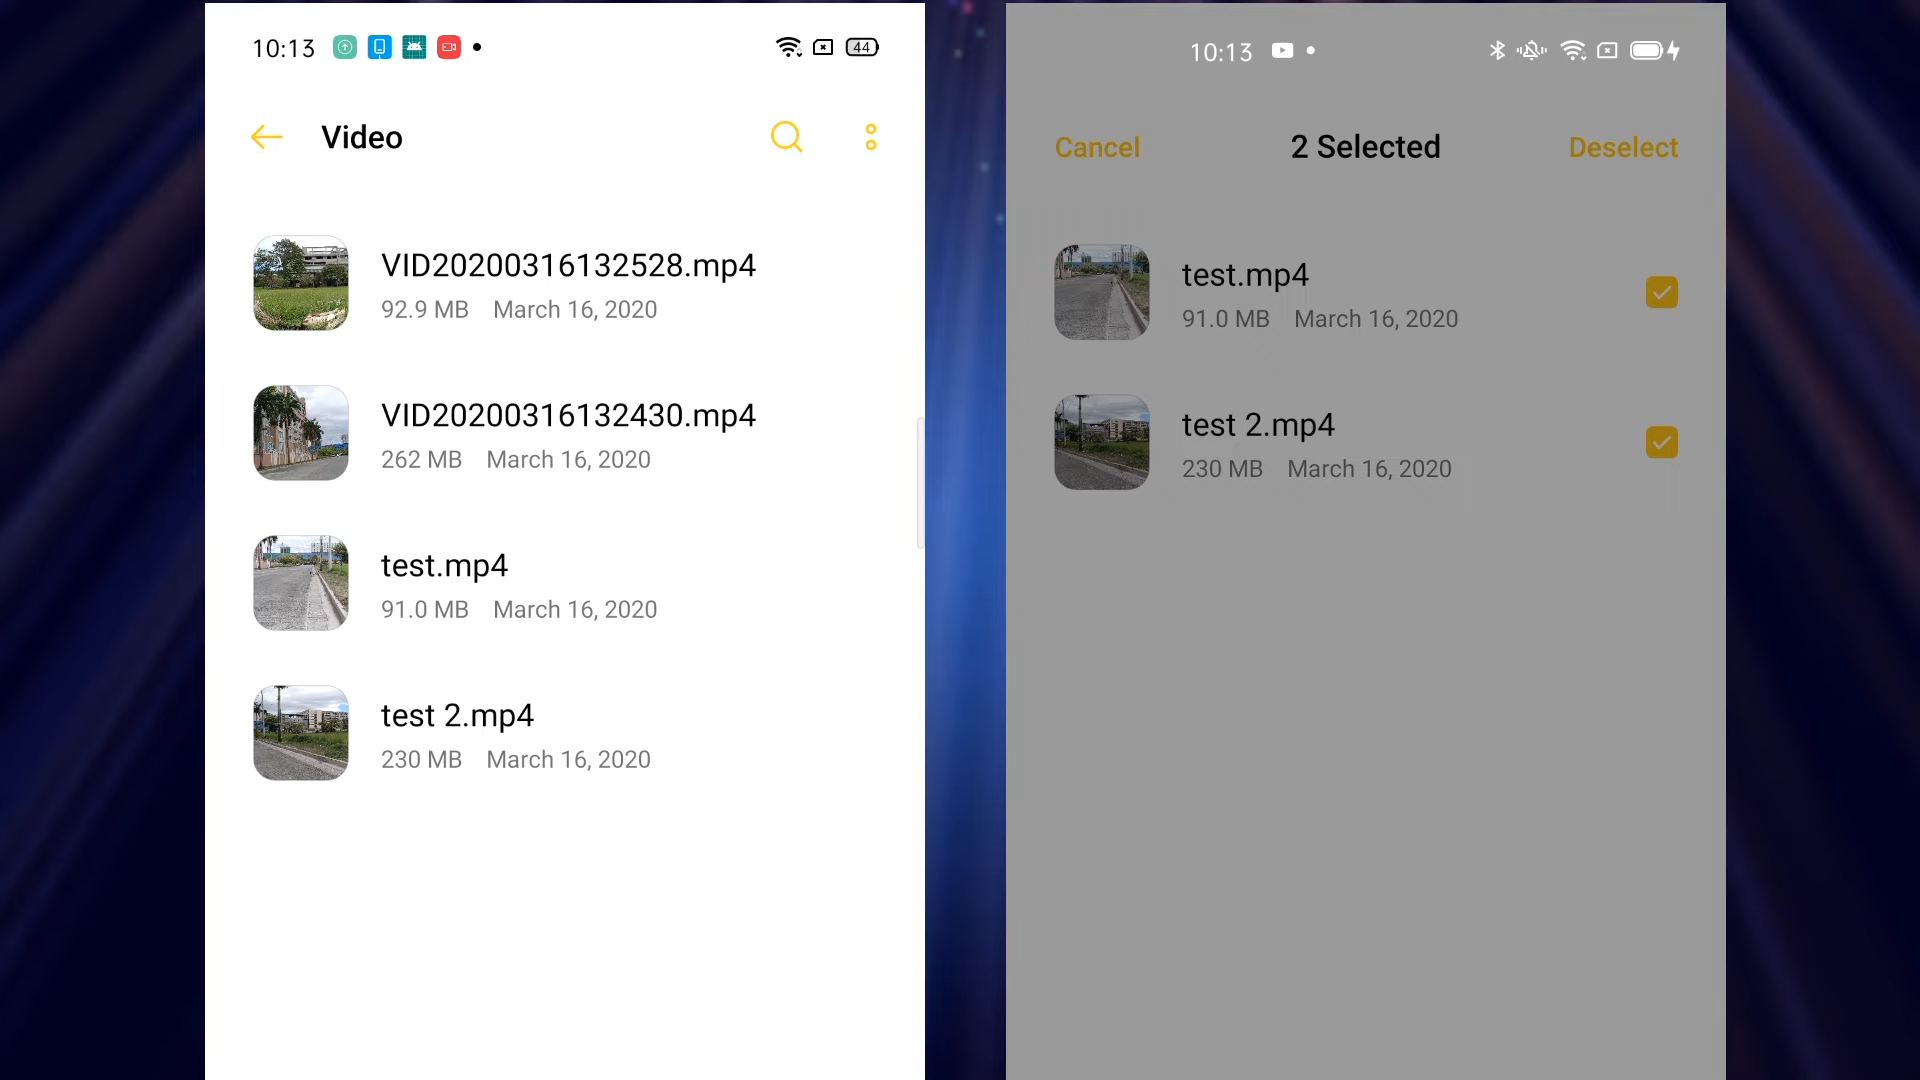 10:13
44
Video
VID20200316132528.mp4
92.9 MB March 16, 2020
VID20200316132430.mp4
262 MB March 16, 2020
test.mp4
91.0 MB March 16, 2020
test 2.mp4
230 MB March 16, 2020
10:13
Cancel 2 Selected Deselect
test.mp4
91.0 MB March 16, 2020
test 2.mp4
230 MB March 16, 2020